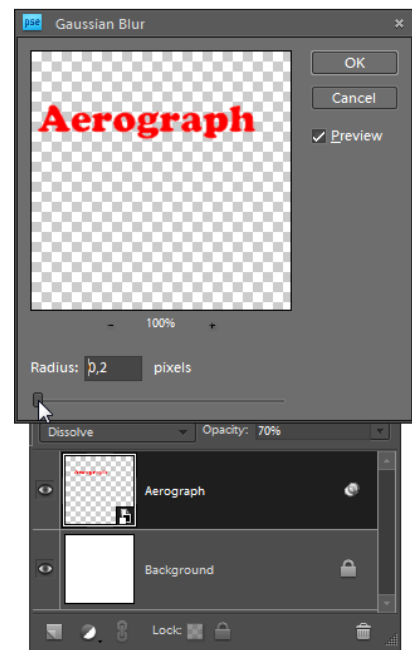 pse Gaussian Blur
OK
Cancel
Preview
Aerograph
100%
Radius: 0,2 pixels
Dissolve Opacity: 70%
Aerograph
Background
Lock: